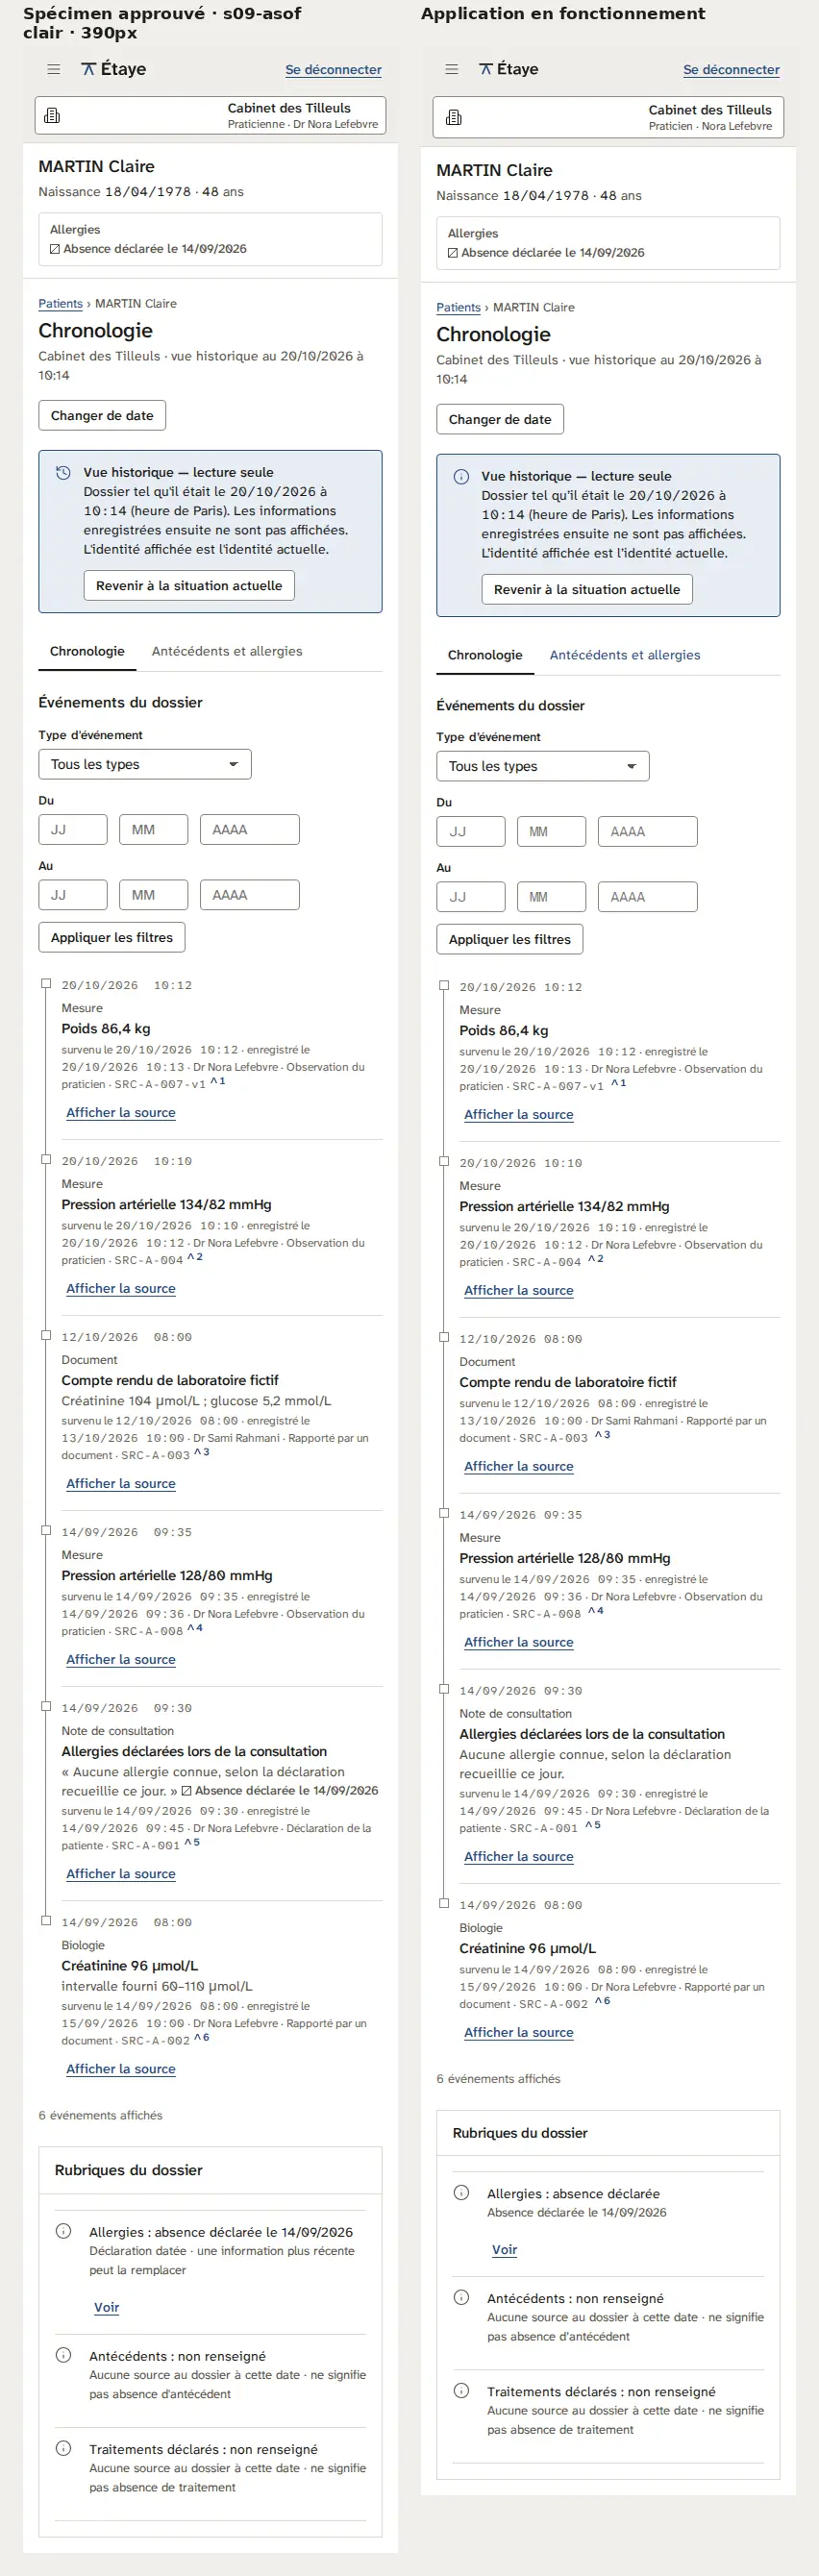 Spécimen approuvé · s09-asof
clair · 390px
Étaye
Se déconnecter
Cabinet des Tilleuls
Praticienne · Dr Nora Lefebvre
MARTIN Claire
Naissance 18/04/1978 · 48 ans
Allergies
Absence déclarée le 14/09/2026
Patients › MARTIN Claire
Chronologie
Cabinet des Tilleuls · vue historique au 20/10/2026 à
10:14
Changer de date
Vue historique — lecture seule
Dossier tel qu'il était le 20/10/2026 à
10:14 (heure de Paris). Les informations
enregistrées ensuite ne sont pas affichées.
L'identité affichée est l'identité actuelle.
Revenir à la situation actuelle
Chronologie
Antécédents et allergies
Événements du dossier
Type d'événement
Tous les types
Du
JJ
MM
AAAA
Au
JJ
MM
AAAA
Appliquer les filtres
20/10/2026 10:12
Mesure
Poids 86,4 kg
survenu le 20/10/2026 10:12 · enregistré le
20/10/2026 10:13 · Dr Nora Lefebvre · Observation du
praticien · SRC-A-007-v1 ^1
Afficher la source
20/10/2026 10:10
Mesure
Pression artérielle 134/82 mmHg
survenu le 20/10/2026 10:10 · enregistré le
20/10/2026 10:12 · Dr Nora Lefebvre · Observation du
praticien · SRC-A-004 ^2
Afficher la source
12/10/2026 08:00
Document
Compte rendu de laboratoire fictif
Créatinine 104 µmol/L ; glucose 5,2 mmol/L
survenu le 12/10/2026 08:00 · enregistré le
13/10/2026 10:00 · Dr Sami Rahmani · Rapporté par un
document · SRC-A-003 ^3
Afficher la source
14/09/2026 09:35
Mesure
Pression artérielle 128/80 mmHg
survenu le 14/09/2026 09:35 · enregistré le
14/09/2026 09:36 · Dr Nora Lefebvre · Observation du
praticien · SRC-A-008 ^4
Afficher la source
14/09/2026 09:30
Note de consultation
Allergies déclarées lors de la consultation
« Aucune allergie connue, selon la déclaration
recueillie ce jour. » Absence déclarée le 14/09/2026
survenu le 14/09/2026 09:30 · enregistré le
14/09/2026 09:45 · Dr Nora Lefebvre · Déclaration de la
patiente · SRC-A-001 ^5
Afficher la source
14/09/2026 08:00
Biologie
Créatinine 96 µmol/L
intervalle fourni 60–110 µmol/L
survenu le 14/09/2026 08:00 · enregistré le
15/09/2026 10:00 · Dr Nora Lefebvre · Rapporté par un
document · SRC-A-002 ^6
Afficher la source
6 événements affichés
Rubriques du dossier
Allergies : absence déclarée le 14/09/2026
Déclaration datée · une information plus récente
peut la remplacer
Voir
Antécédents : non renseigné
Aucune source au dossier à cette date · ne signifie
pas absence d'antécédent
Traitements déclarés : non renseigné
Aucune source au dossier à cette date · ne signifie
pas absence de traitement
Application en fonctionnement
Étaye
Se déconnecter
Cabinet des Tilleuls
Praticien · Nora Lefebvre
MARTIN Claire
Naissance 18/04/1978 · 48 ans
Allergies
Absence déclarée le 14/09/2026
Patients › MARTIN Claire
Chronologie
Cabinet des Tilleuls · vue historique au 20/10/2026 à
10:14
Changer de date
Vue historique — lecture seule
Dossier tel qu'il était le 20/10/2026 à
10:14 (heure de Paris). Les informations
enregistrées ensuite ne sont pas affichées.
L'identité affichée est l'identité actuelle.
Revenir à la situation actuelle
Chronologie
Antécédents et allergies
Événements du dossier
Type d'événement
Tous les types
Du
JJ
MM
AAAA
Au
JJ
MM
AAAA
Appliquer les filtres
20/10/2026 10:12
Mesure
Poids 86,4 kg
survenu le 20/10/2026 10:12 · enregistré le
20/10/2026 10:13 · Dr Nora Lefebvre · Observation du
praticien · SRC-A-007-v1 ^1
Afficher la source
20/10/2026 10:10
Mesure
Pression artérielle 134/82 mmHg
survenu le 20/10/2026 10:10 · enregistré le
20/10/2026 10:12 · Dr Nora Lefebvre · Observation du
praticien · SRC-A-004 ^2
Afficher la source
12/10/2026 08:00
Document
Compte rendu de laboratoire fictif
survenu le 12/10/2026 08:00 · enregistré le
13/10/2026 10:00 · Dr Sami Rahmani · Rapporté par un
document · SRC-A-003 ^3
Afficher la source
14/09/2026 09:35
Mesure
Pression artérielle 128/80 mmHg
survenu le 14/09/2026 09:35 · enregistré le
14/09/2026 09:36 · Dr Nora Lefebvre · Observation du
praticien · SRC-A-008 ^4
Afficher la source
14/09/2026 09:30
Note de consultation
Allergies déclarées lors de la consultation
Aucune allergie connue, selon la déclaration
recueillie ce jour.
survenu le 14/09/2026 09:30 · enregistré le
14/09/2026 09:45 · Dr Nora Lefebvre · Déclaration de la
patiente · SRC-A-001 ^5
Afficher la source
14/09/2026 08:00
Biologie
Créatinine 96 µmol/L
survenu le 14/09/2026 08:00 · enregistré le
15/09/2026 10:00 · Dr Nora Lefebvre · Rapporté par un
document · SRC-A-002 ^6
Afficher la source
6 événements affichés
Rubriques du dossier
Allergies : absence déclarée
Absence déclarée le 14/09/2026
Voir
Antécédents : non renseigné
Aucune source au dossier à cette date · ne signifie
pas absence d'antécédent
Traitements déclarés : non renseigné
Aucune source au dossier à cette date · ne signifie
pas absence de traitement